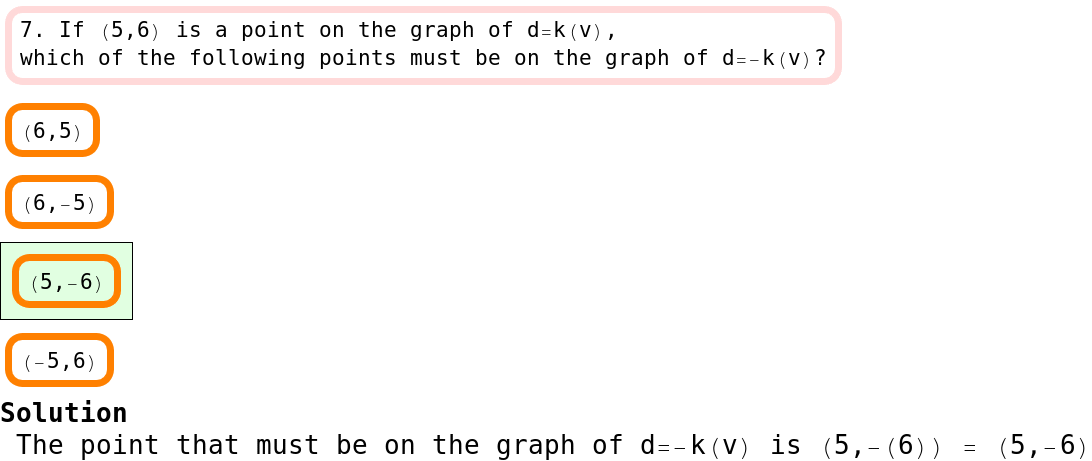 7. If (5,6) is a point on the graph of d=k(v),
which of the following points must be on the graph of d=-k(v)?
(6,5)
(6,-5)
(5,-6)
(-5,6)
Solution
The point that must be on the graph of d=-k(v) is (5,-(6)) = (5,-6)